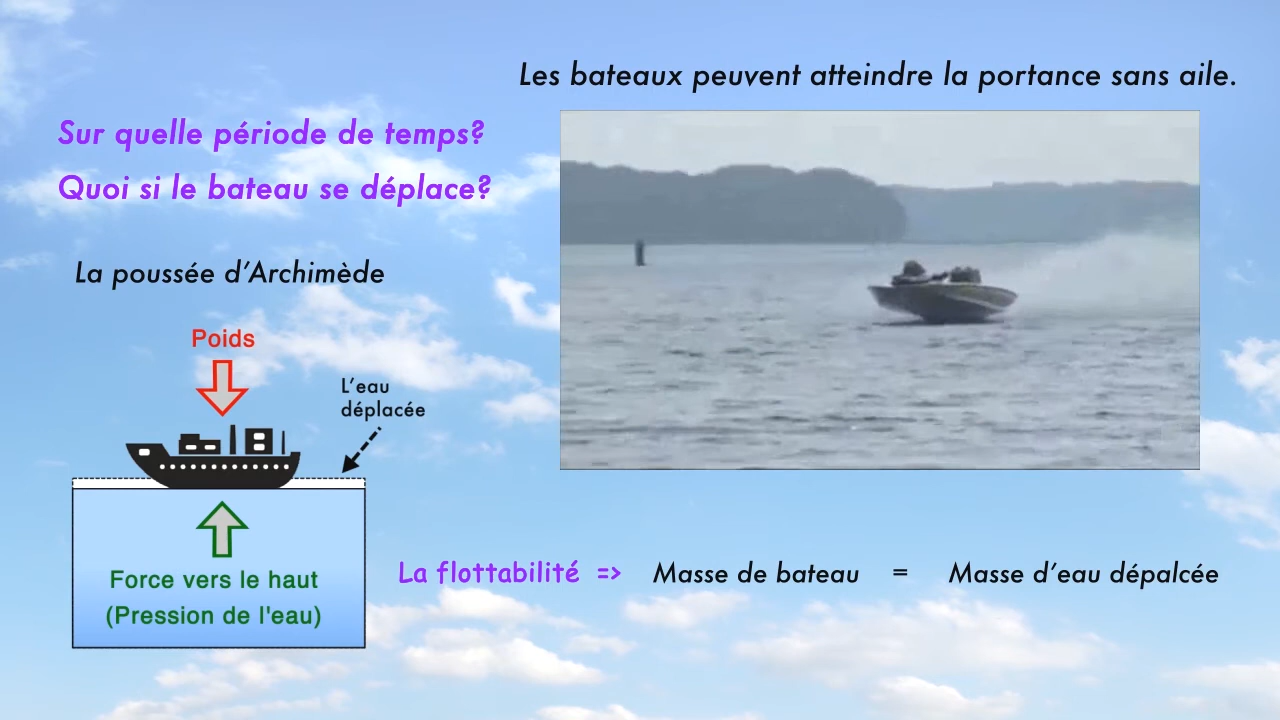 Les bateaux peuvent atteindre la portance sans aile.
Sur quelle période de temps?
Quoi si le bateau se déplace?
La poussée d'Archimède
Poids
L'eau
déplacée
Force vers le haut
(Pression de l'eau)
La flottabilité => Masse de bateau = Masse d'eau dépalcée